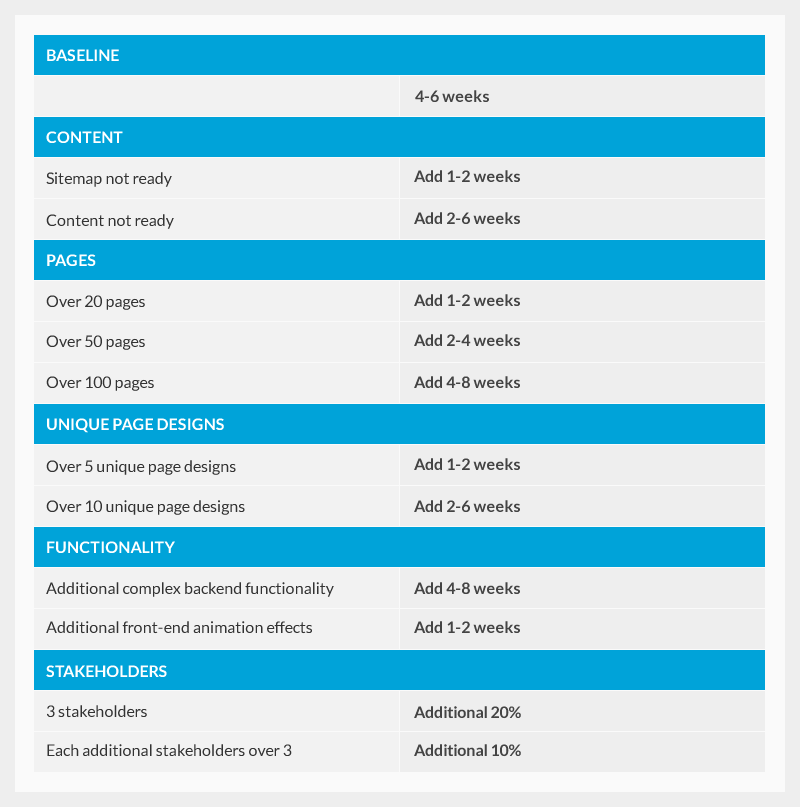 BASELINE
4-6 weeks
CONTENT
Sitemap not ready Add 1-2 weeks
Content not ready Add 2-6 weeks
PAGES
Over 20 pages Add 1-2 weeks
Over 50 pages Add 2-4 weeks
Over 100 pages Add 4-8 weeks
UNIQUE PAGE DESIGNS
Over 5 unique page designs Add 1-2 weeks
Over 10 unique page designs Add 2-6 weeks
FUNCTIONALITY
Additional complex backend functionality Add 4-8 weeks
Additional front-end animation effects Add 1-2 weeks
STAKEHOLDERS
3 stakeholders Additional 20%
Each additional stakeholders over 3 Additional 10%